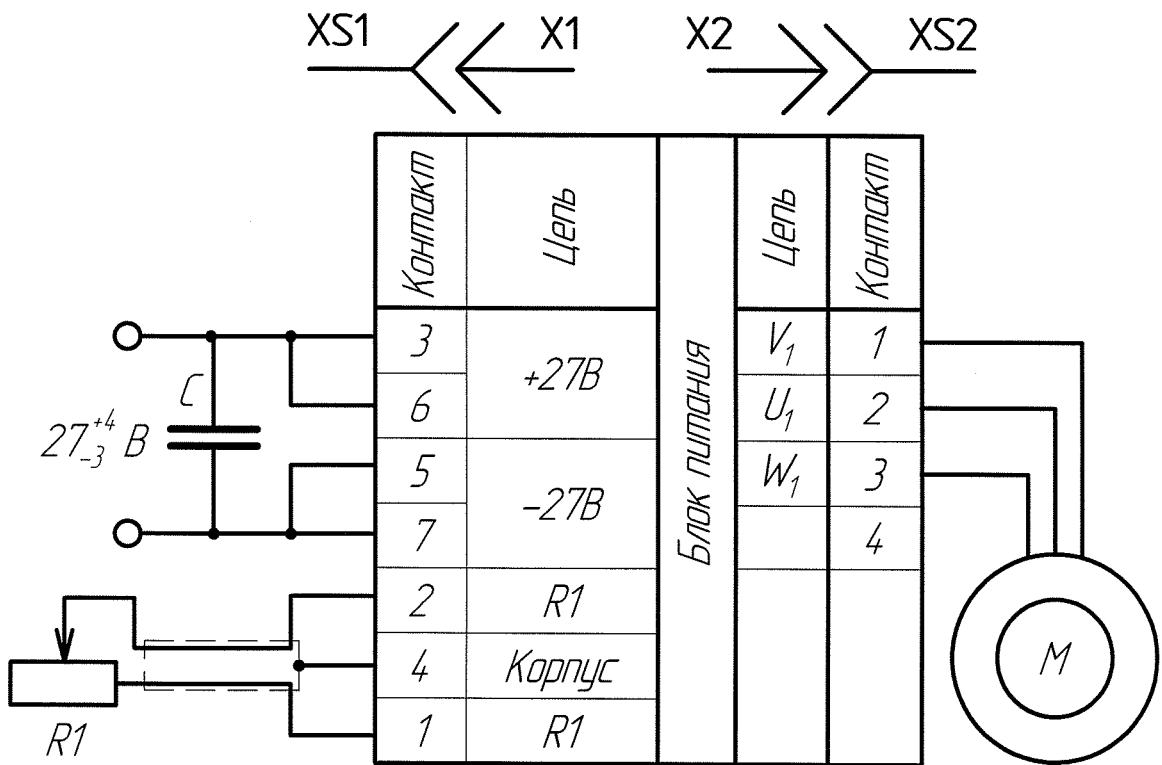 XS1 X1 X2 XS2
Контакт Цепь Блок питания Цепь Контакт
3 +27В V₁ 1
6 U₁ 2
C
27₋₃⁺⁴ В
5 -27В W₁ 3
7 4
2 R1
4 Корпус M
R1
1 R1